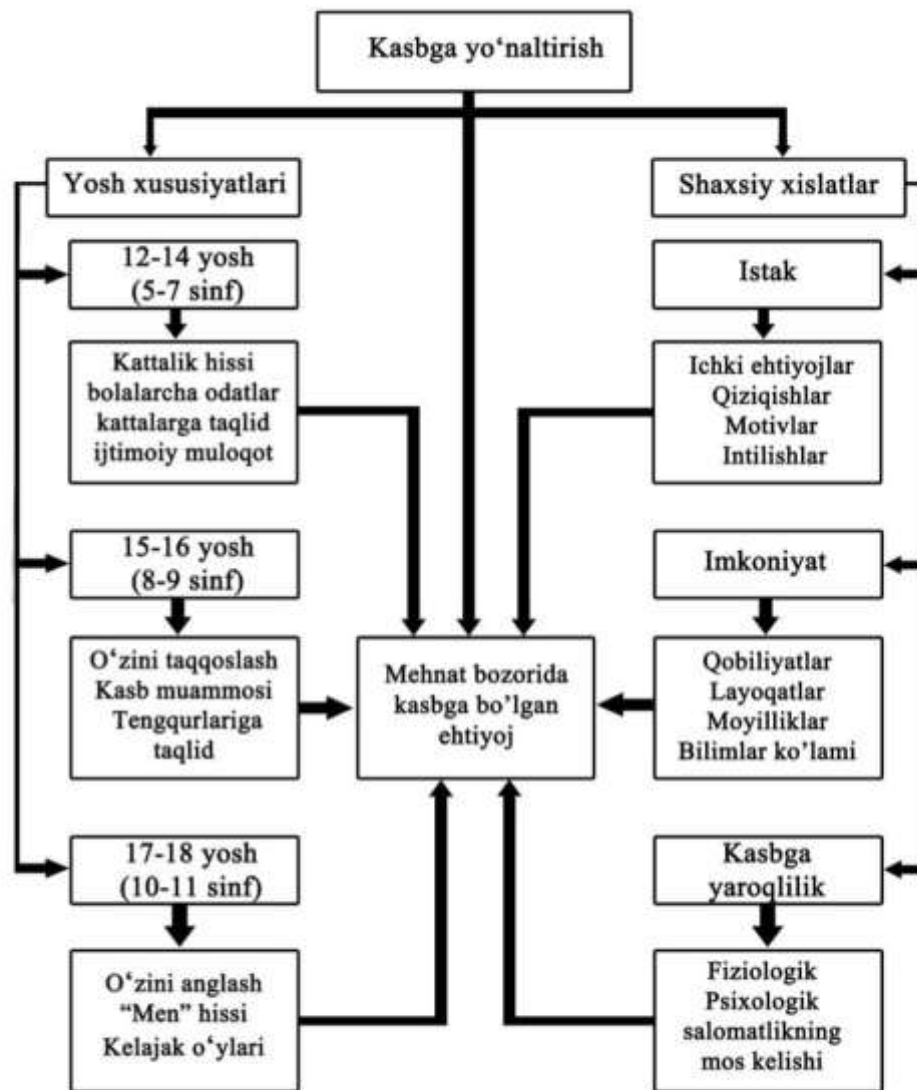 Kasbga yo‘naltirish
Yosh xususiyatlari
Shaxsiy xislatlar
12-14 yosh
(5-7 sinf)
Istak
Kattalik hissi
bolalarcha odatlar
kattalarga taqlid
ijtimoiy muloqot
Ichki ehtiyojlar
Qiziqishlar
Motivlar
Intilishlar
15-16 yosh
(8-9 sinf)
Imkoniyat
O‘zini taqqoslash
Kasb muammosi
Tengqurlariga
taqlid
Mehnat bozorida
kasbga bo’lgan
ehtiyoj
Qobiliyatlar
Layoqatlar
Moyilliklar
Bilimlar ko’lami
17-18 yosh
(10-11 sinf)
Kasbga
yaroqlilik
O‘zini anglash
“Men” hissi
Kelajak o‘ylari
Fiziologik
Psixologik
salomatlikning
mos kelishi